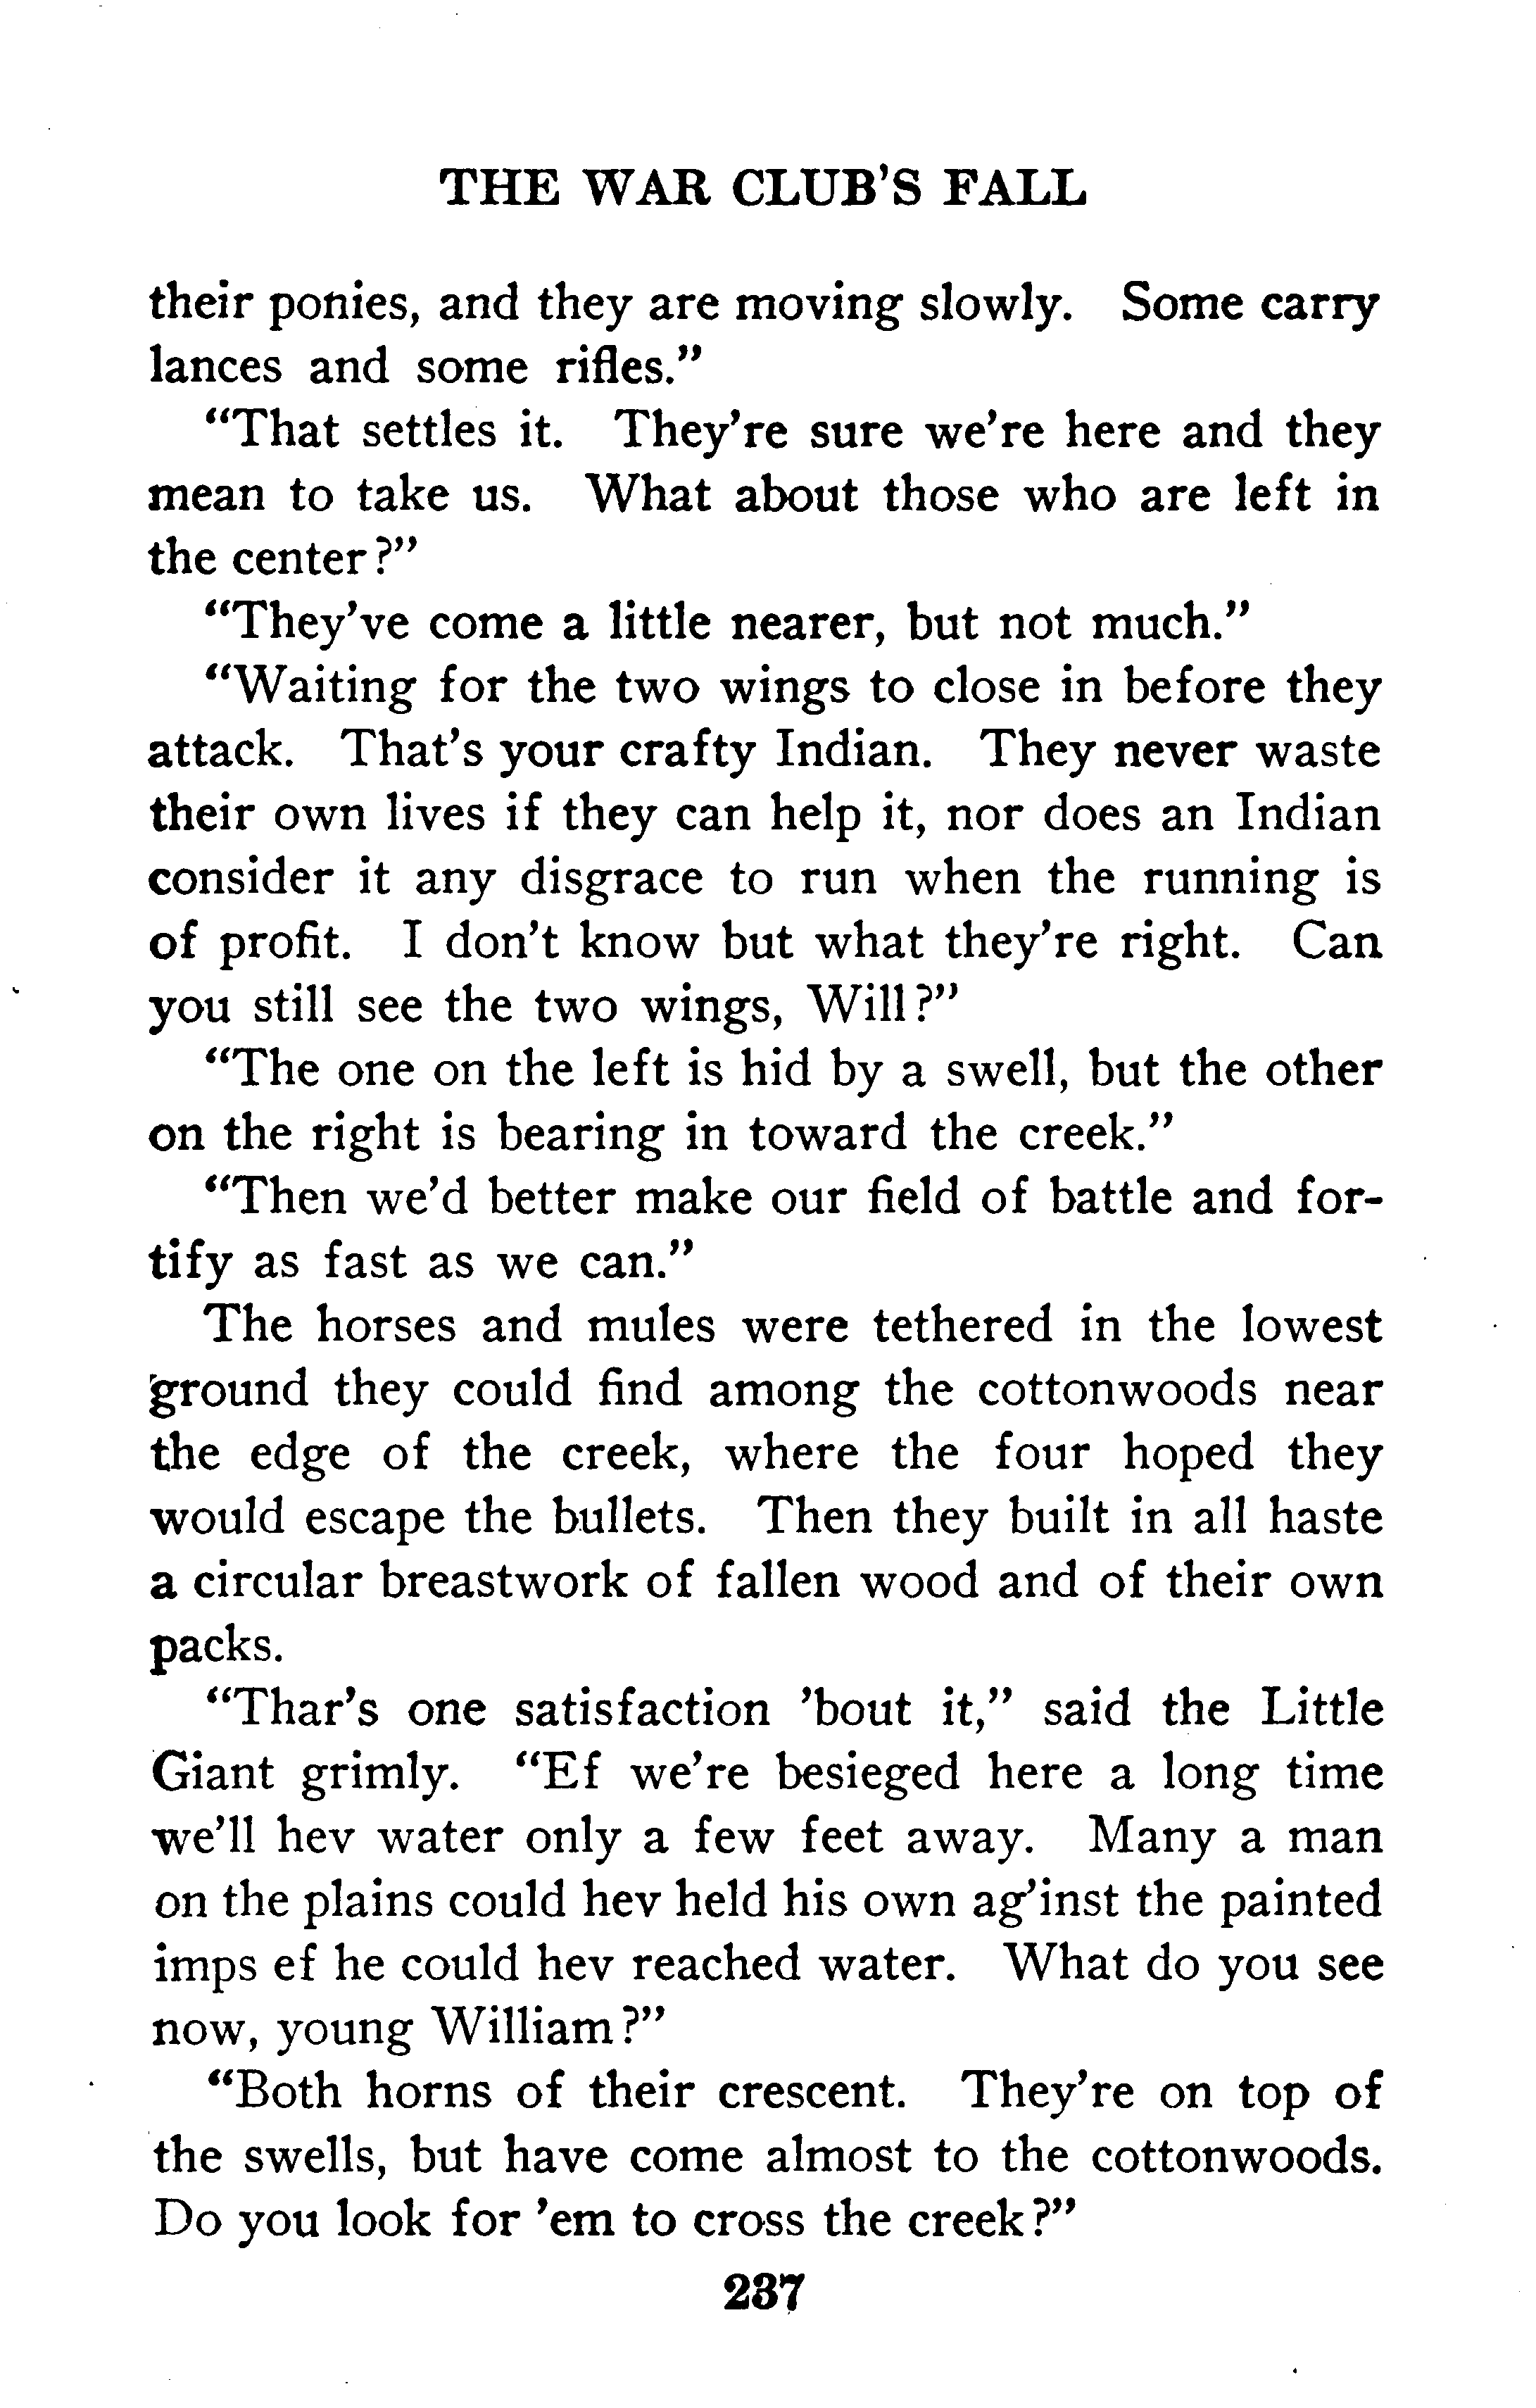 THE WAR CLUB'S FALL
their ponies, and they are moving slowly. Some carry
lances and some rifles."
"That settles it. They're sure we're here and they
mean to take us. What about those who are left in
the center?"
"They've come a little nearer, but not much."
"Waiting for the two wings to close in before they
attack. That's your crafty Indian. They never waste
their own lives if they can help it, nor does an Indian
consider it any disgrace to run when the running is
of profit. I don't know but what they're right. Can
you still see the two wings, Will?"
"The one on the left is hid by a swell, but the other
on the right is bearing in toward the creek."
"Then we'd better make our field of battle and for-
tify as fast as we can."
The horses and mules were tethered in the lowest
ground they could find among the cottonwoods near
the edge of the creek, where the four hoped they
would escape the bullets. Then they built in all haste
a circular breastwork of fallen wood and of their own
packs.
"Thar's one satisfaction 'bout it," said the Little
Giant grimly. "Ef we're besieged here a long time
we'll hev water only a few feet away. Many a man
on the plains could hev held his own ag'inst the painted
imps ef he could hev reached water. What do you see
now, young William?"
"Both horns of their crescent. They're on top of
the swells, but have come almost to the cottonwoods.
Do you look for 'em to cross the creek?"
237